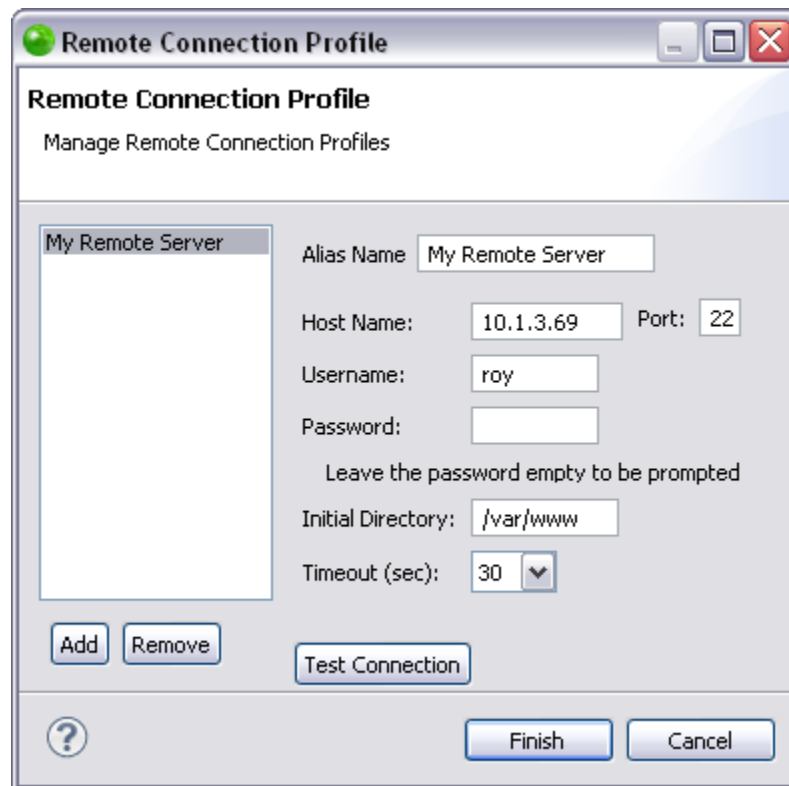 Remote Connection Profile
Remote Connection Profile
Manage Remote Connection Profiles
My Remote Server
Alias Name My Remote Server
Host Name: 10.1.3.69 Port: 22
Username: roy
Password:
Leave the password empty to be prompted
Initial Directory: /var/www
Timeout (sec): 30
Add Remove
Test Connection
? Finish Cancel